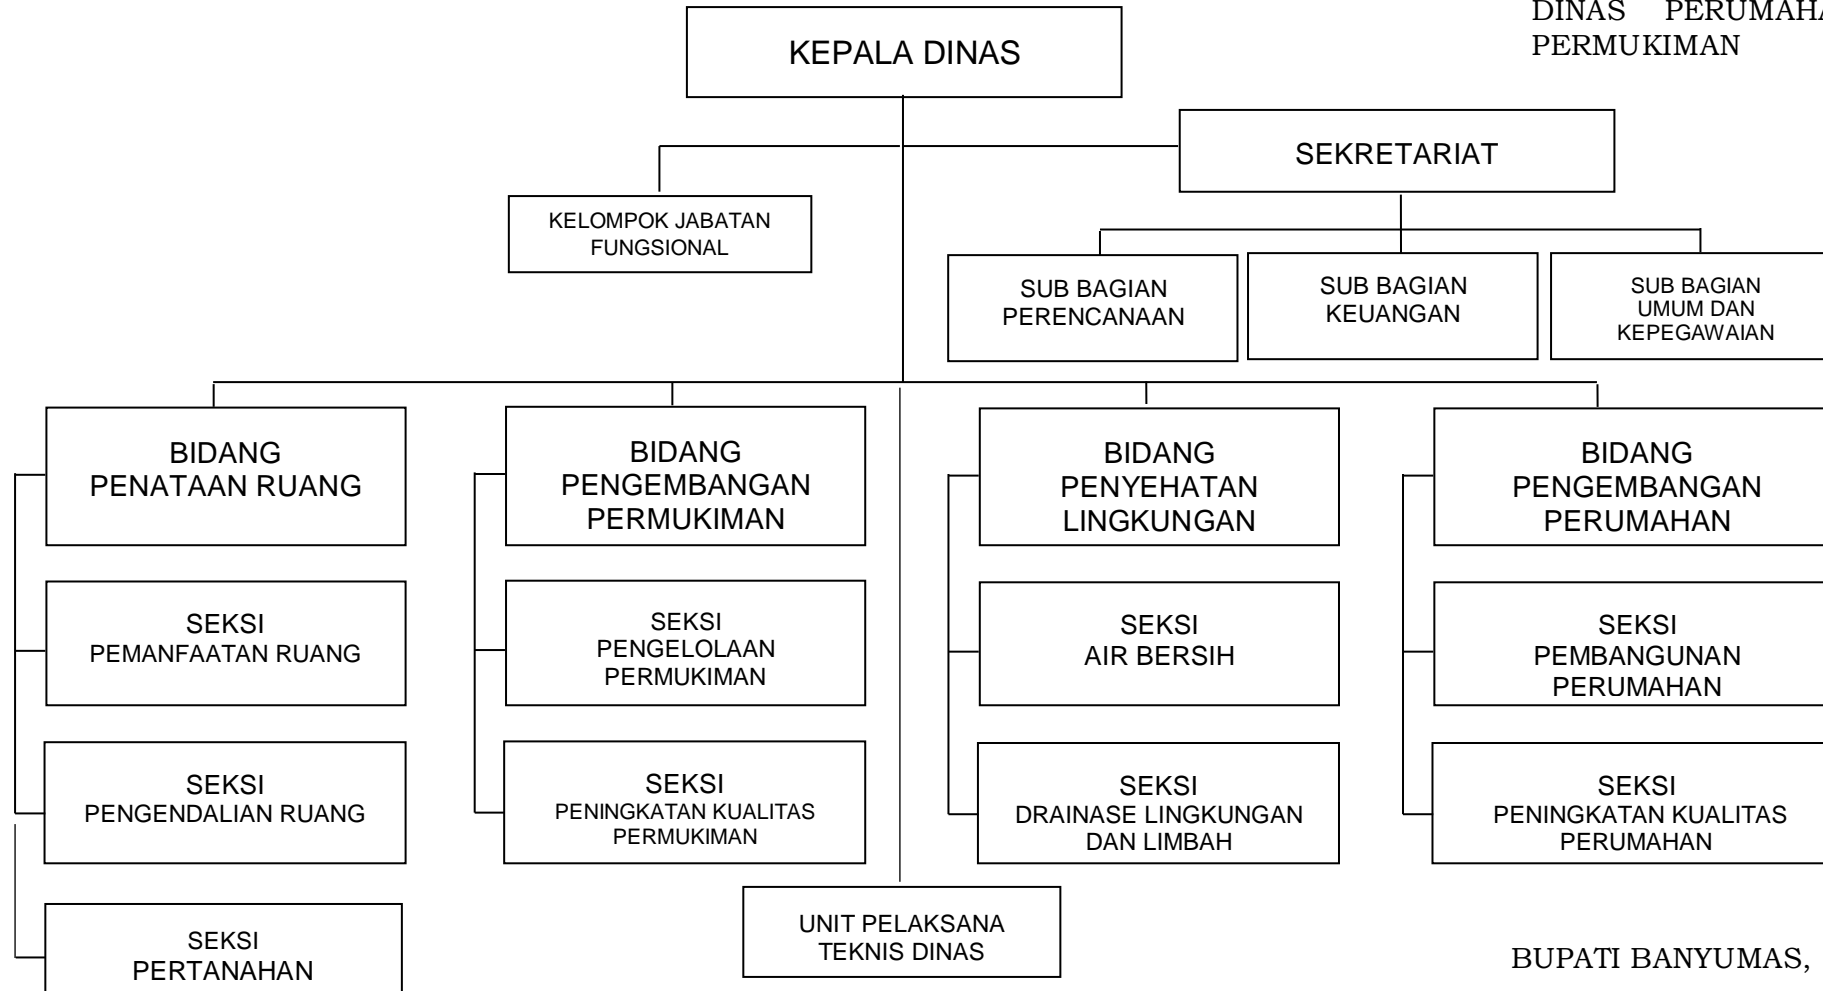 DINAS PERUMAHA
PERMUKIMAN
KEPALA DINAS
SEKRETARIAT
KELOMPOK JABATAN
FUNGSIONAL
SUB BAGIAN
PERENCANAAN
SUB BAGIAN
KEUANGAN
SUB BAGIAN
UMUM DAN
KEPEGAWAIAN
BIDANG
PENATAAN RUANG
BIDANG
PENGEMBANGAN
PERMUKIMAN
BIDANG
PENYEHATAN
LINGKUNGAN
BIDANG
PENGEMBANGAN
PERUMAHAN
SEKSI
PEMANFAATAN RUANG
SEKSI
PENGELOLAAN
PERMUKIMAN
SEKSI
AIR BERSIH
SEKSI
PEMBANGUNAN
PERUMAHAN
SEKSI
PENGENDALIAN RUANG
SEKSI
PENINGKATAN KUALITAS
PERMUKIMAN
SEKSI
DRAINASE LINGKUNGAN
DAN LIMBAH
SEKSI
PENINGKATAN KUALITAS
PERUMAHAN
SEKSI
PERTANAHAN
UNIT PELAKSANA
TEKNIS DINAS
BUPATI BANYUMAS,